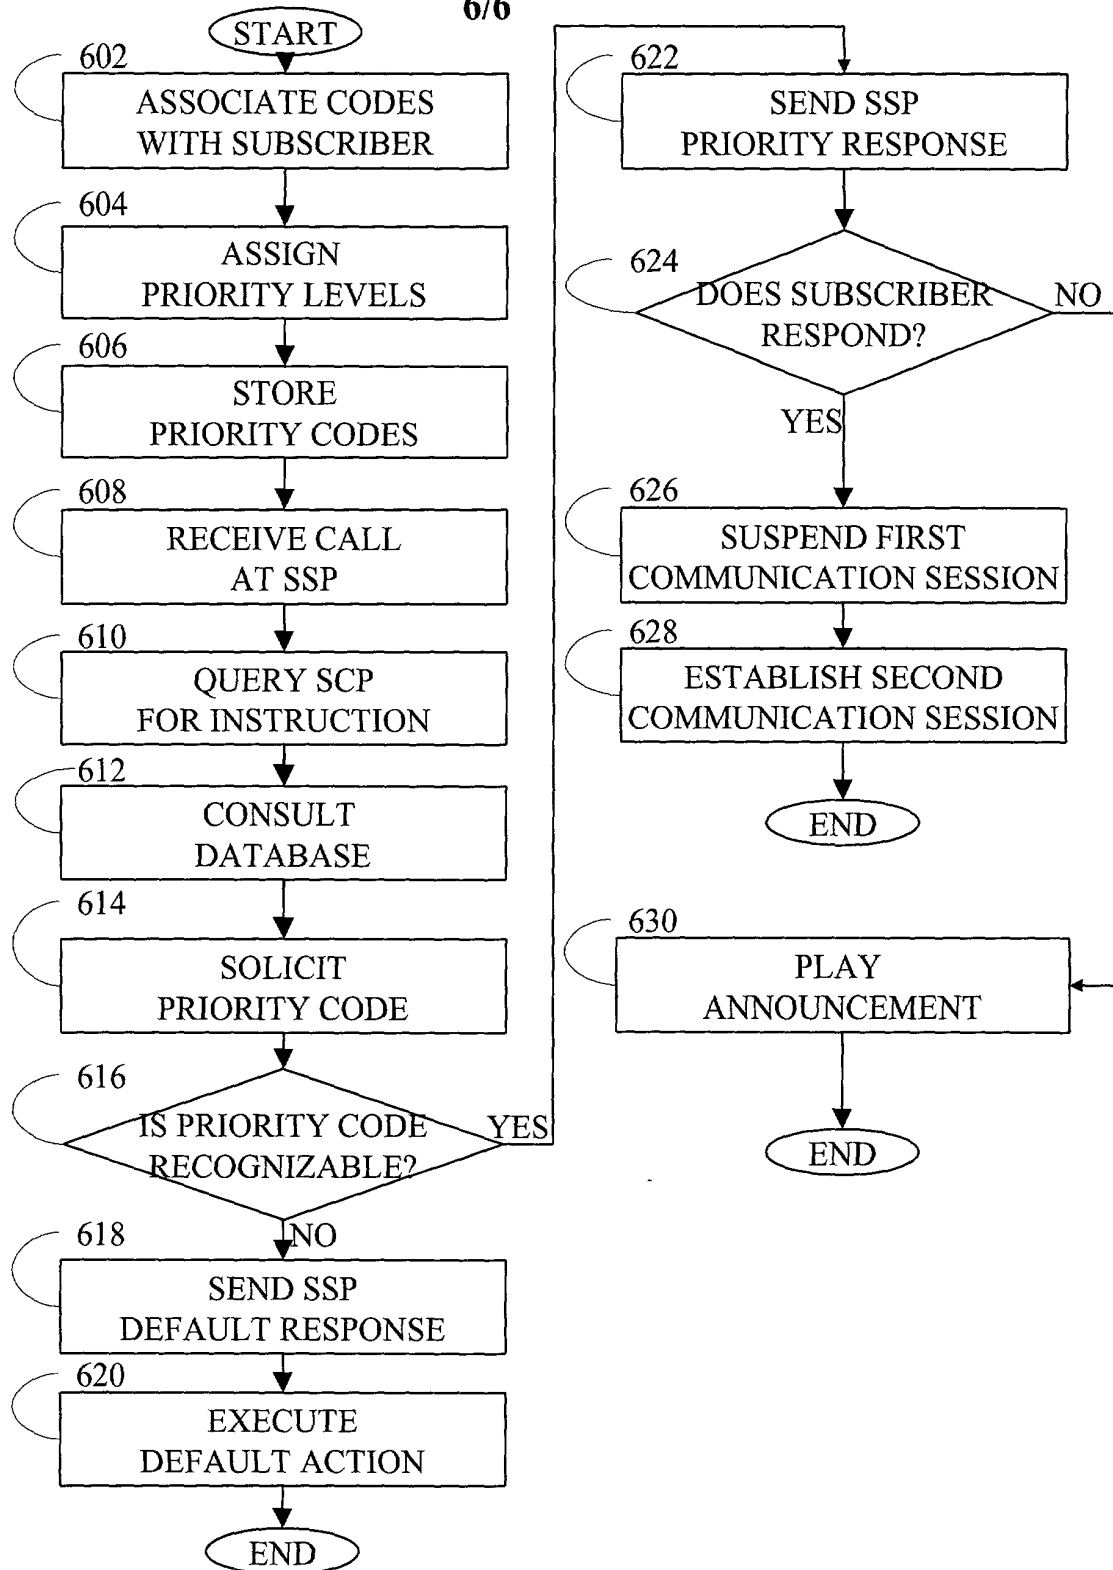 6/6
START
602
ASSOCIATE CODES
WITH SUBSCRIBER
604
ASSIGN
PRIORITY LEVELS
606
STORE
PRIORITY CODES
608
RECEIVE CALL
AT SSP
610
QUERY SCP
FOR INSTRUCTION
612
CONSULT
DATABASE
614
SOLICIT
PRIORITY CODE
616
IS PRIORITY CODE
RECOGNIZABLE?
YES
NO
618
SEND SSP
DEFAULT RESPONSE
620
EXECUTE
DEFAULT ACTION
END
622
SEND SSP
PRIORITY RESPONSE
624
DOES SUBSCRIBER
RESPOND?
NO
YES
626
SUSPEND FIRST
COMMUNICATION SESSION
628
ESTABLISH SECOND
COMMUNICATION SESSION
END
630
PLAY
ANNOUNCEMENT
END